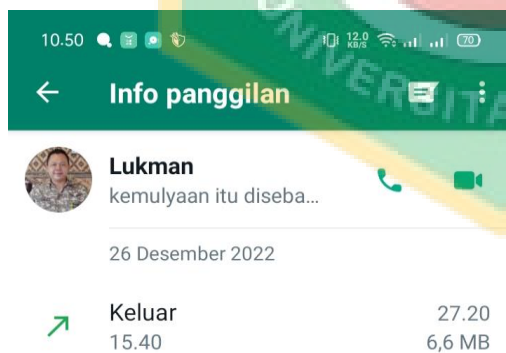 10.50 12.0 KB/S 70
Info panggilan
UNIVERSITA
Lukman
kemulyaan itu diseba...
26 Desember 2022
Keluar 27.20
15.40 6,6 MB